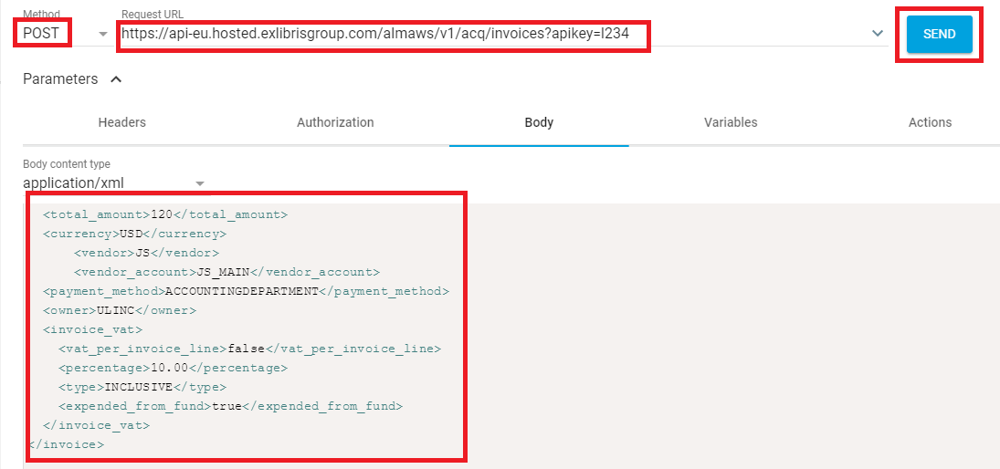 Method
Request URL
POST
https://api-eu.hosted.exlibrisgroup.com/almaws/v1/acq/invoices?apikey=l234
SEND
Parameters
Headers
Authorization
Body
Variables
Actions
Body content type
application/xml
<total_amount>120</total_amount>
<currency>USD</currency>
<vendor>JS</vendor>
<vendor_account>JS_MAIN</vendor_account>
<payment_method>ACCOUNTINGDEPARTMENT</payment_method>
<owner>ULINC</owner>
<invoice_vat>
<vat_per_invoice_line>false</vat_per_invoice_line>
<percentage>10.00</percentage>
<type>INCLUSIVE</type>
<expended_from_fund>true</expended_from_fund>
</invoice_vat>
</invoice>